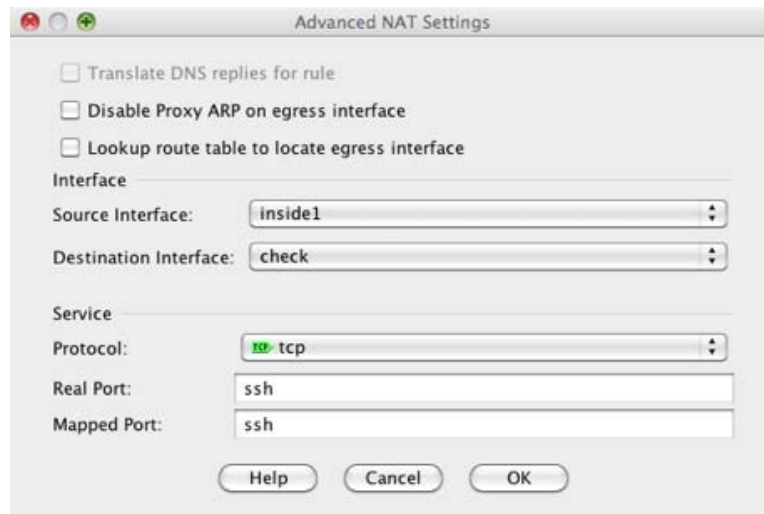 Advanced NAT Settings
Translate DNS replies for rule
Disable Proxy ARP on egress interface
Lookup route table to locate egress interface
Interface
Source Interface: inside1
Destination Interface: check
Service
Protocol: TCP tcp
Real Port: ssh
Mapped Port: ssh
Help Cancel OK